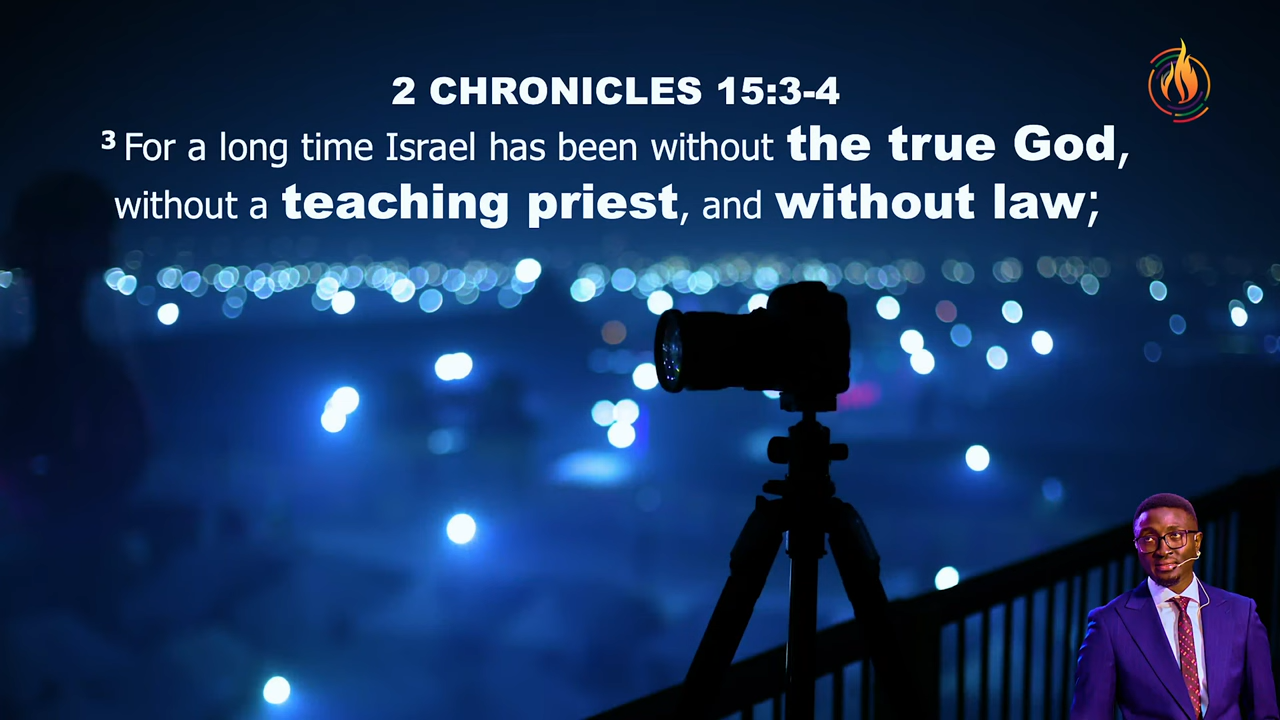 2 CHRONICLES 15:3-4
3 For a long time Israel has been without the true God,
without a teaching priest, and without law;